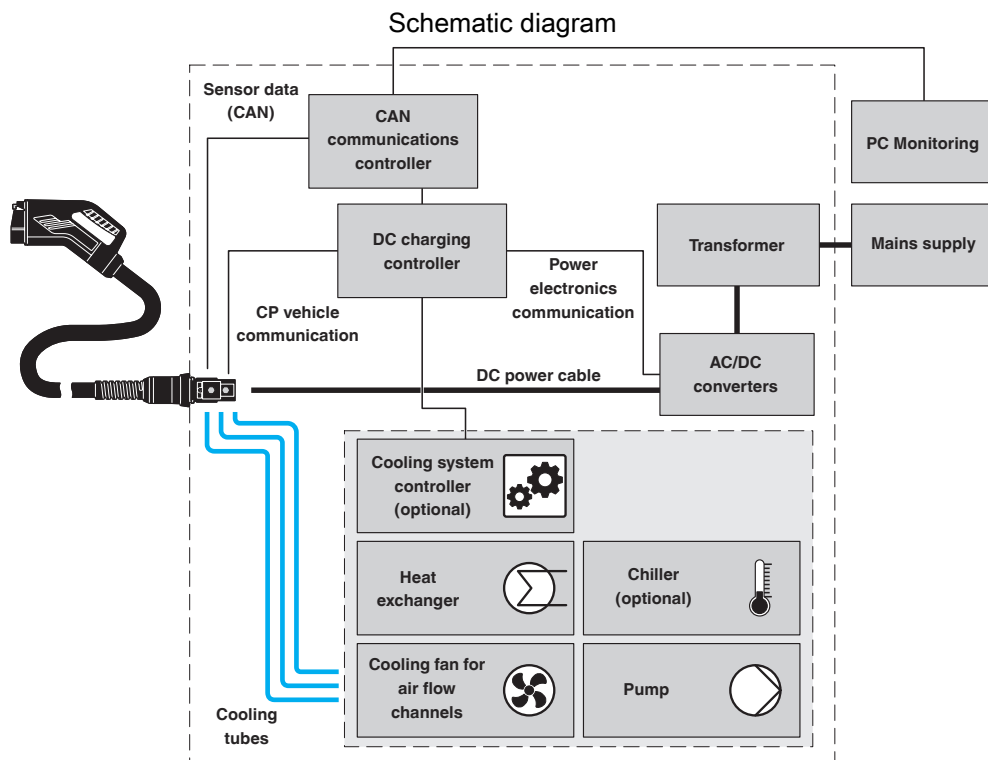 Schematic diagram
Sensor data
(CAN)
CAN
communications
controller
PC Monitoring
DC charging
controller
Transformer
Mains supply
Power
electronics
communication
CP vehicle
communication
AC/DC
converters
DC power cable
Cooling system
controller
(optional)
Heat
exchanger
Chiller
(optional)
Cooling fan for
air flow
channels
Pump
Cooling
tubes